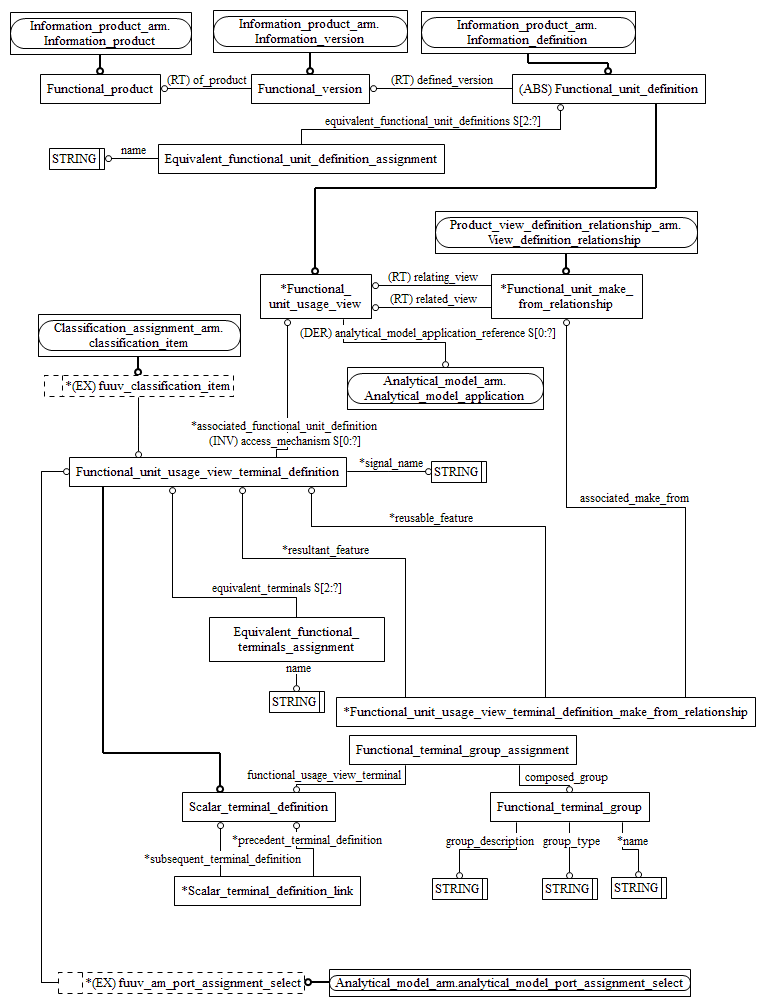 Information_product_arm.
Information_product
Information_product_arm.
Information_version
Information_product_arm.
Information_definition
Functional_product
(RT) of_product
Functional_version
(RT) defined_version
(ABS) Functional_unit_definition
equivalent_functional_unit_definitions S[2:?]
STRING
name
Equivalent_functional_unit_definition_assignment
Product_view_definition_relationship_arm.
View_definition_relationship
*Functional_
unit_usage_view
(RT) relating_view
(RT) related_view
*Functional_unit_make_
from_relationship
Classification_assignment_arm.
classification_item
(DER) analytical_model_application_reference S[0:?]
*(EX) fuuv_classification_item
Analytical_model_arm.
Analytical_model_application
*associated_functional_unit_definition
(INV) access_mechanism S[0:?]
Functional_unit_usage_view_terminal_definition
*signal_name
STRING
associated_make_from
*reusable_feature
*resultant_feature
equivalent_terminals S[2:?]
Equivalent_functional_
terminals_assignment
name
STRING
*Functional_unit_usage_view_terminal_definition_make_from_relationship
Functional_terminal_group_assignment
functional_usage_view_terminal
composed_group
Scalar_terminal_definition
Functional_terminal_group
*precedent_terminal_definition
*subsequent_terminal_definition
group_description
group_type
*name
*Scalar_terminal_definition_link
STRING
STRING
STRING
*(EX) fuuv_am_port_assignment_select
Analytical_model_arm.analytical_model_port_assignment_select